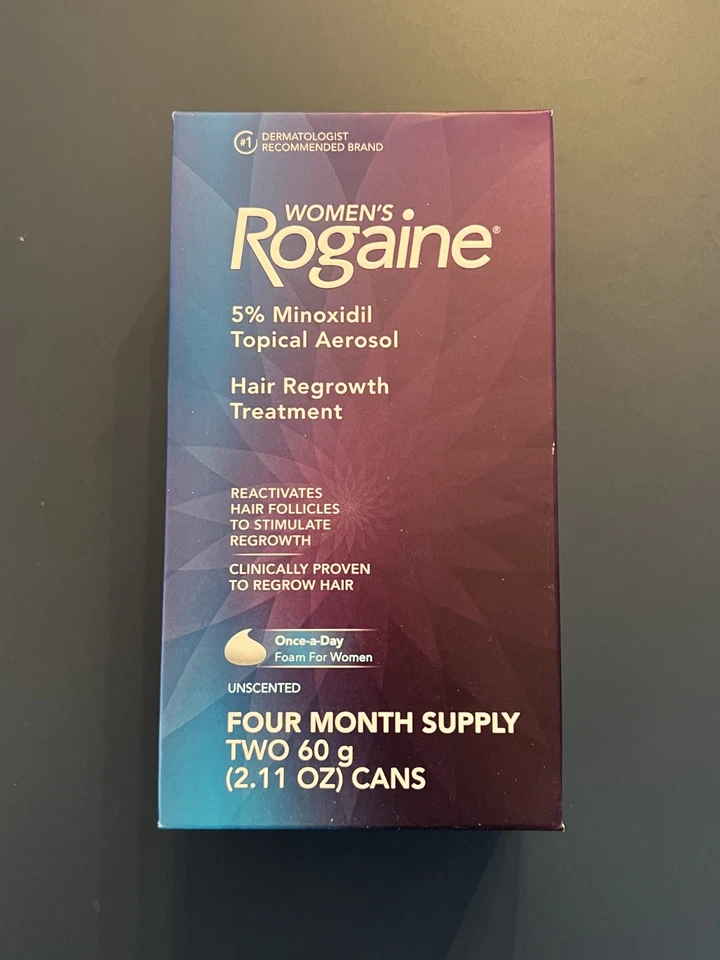 #1 DERMATOLOGIST
RECOMMENDED BRAND
WOMEN'S
Rogaine®
5% Minoxidil
Topical Aerosol
Hair Regrowth
Treatment
REACTIVATES
HAIR FOLLICLES
TO STIMULATE
REGROWTH
CLINICALLY PROVEN
TO REGROW HAIR
Once-a-Day
Foam For Women
UNSCENTED
FOUR MONTH SUPPLY
TWO 60 g
(2.11 OZ) CANS